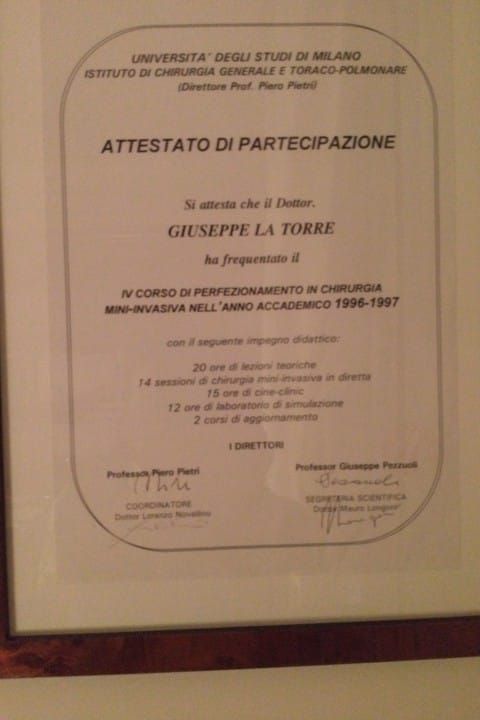 UNIVERSITA' DEGLI STUDI DI MILANO
ISTITUTO DI CHIRURGIA GENERALE E TORACO-POLMONARE
(Direttore Prof. Piero Pietri)
ATTESTATO DI PARTECIPAZIONE
Si attesta che il Dottor.
GIUSEPPE LA TORRE
ha frequentato il
IV CORSO DI PERFEZIONAMENTO IN CHIRURGIA
MINI-INVASIVA NELL'ANNO ACCADEMICO 1996-1997
con il seguente impegno didattico:
20 ore di lezioni teoriche
14 sessioni di chirurgia mini-invasiva in diretta
15 ore di cine-clinic
12 ore di laboratorio di simulazione
2 corsi di aggiornamento
I DIRETTORI
Professor Piero Pietri
Professor Giuseppe Pezzuoli
COORDINATORE
Dottor Lorenzo Novellino
SEGRETERIA SCIENTIFICA
Dottor Mauro Longoni